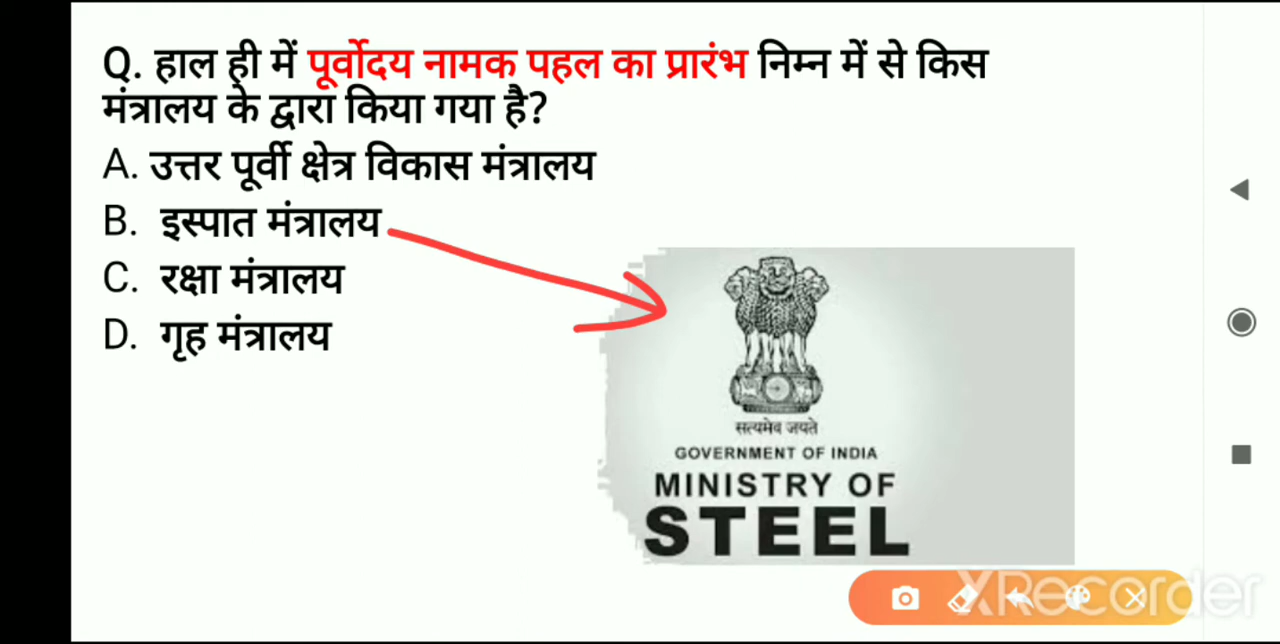 Q. हाल ही में पूर्वोदय नामक पहल का प्रारंभ निम्न में से किस
मंत्रालय के द्वारा किया गया है?
A. उत्तर पूर्वी क्षेत्र विकास मंत्रालय
B. इस्पात मंत्रालय
C. रक्षा मंत्रालय
D. गृह मंत्रालय
सत्यमेव जयते
GOVERNMENT OF INDIA
MINISTRY OF
STEEL
XRecorder